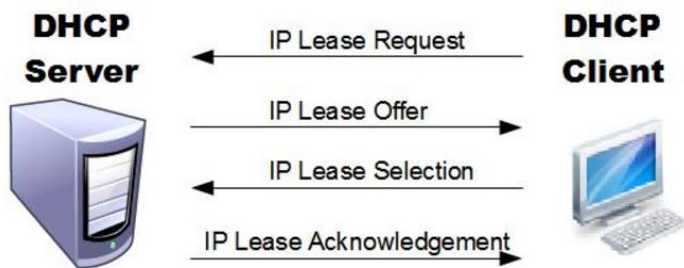 DHCP
Server
DHCP
Client
IP Lease Request
IP Lease Offer
IP Lease Selection
IP Lease Acknowledgement